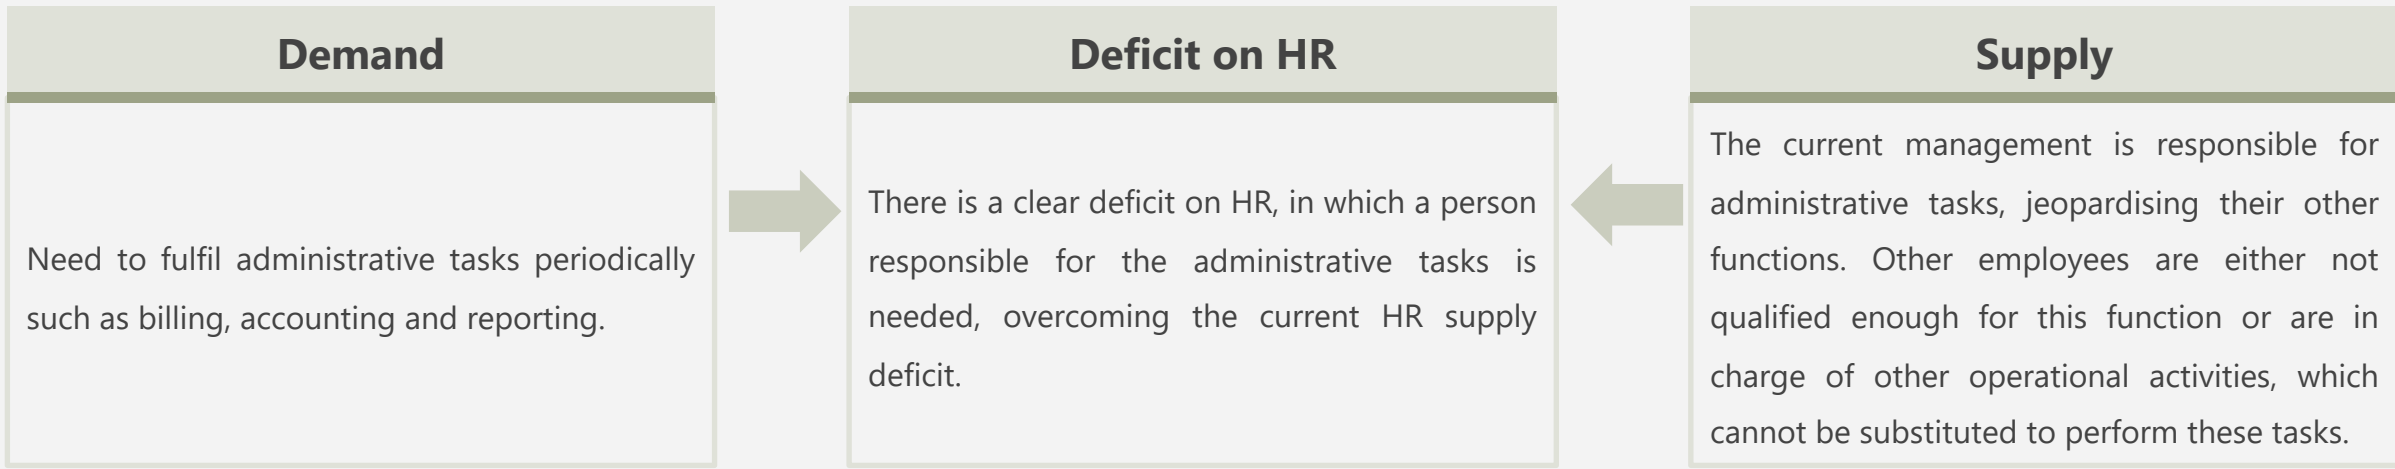 Demand
Need to fulfil administrative tasks periodically
such as billing, accounting and reporting.
Deficit on HR
There is a clear deficit on HR, in which a person
responsible for the administrative tasks is
needed, overcoming the current HR supply
deficit.
Supply
The current management is responsible for
administrative tasks, jeopardising their other
functions. Other employees are either not
qualified enough for this function or are in
charge of other operational activities, which
cannot be substituted to perform these tasks.